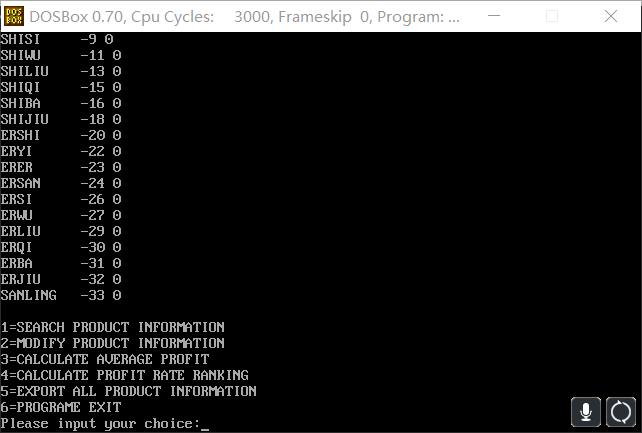 DOS
BOX
DOSBox 0.70, Cpu Cycles: 3000, Frameskip 0, Program: ...
SHISI -9 0
SHIWU -11 0
SHILIU -13 0
SHIQI -15 0
SHIBA -16 0
SHIJIU -18 0
ERSHI -20 0
ERYI -22 0
ERER -23 0
ERSAN -24 0
ERSI -26 0
ERWU -27 0
ERLIU -29 0
ERQI -30 0
ERBA -31 0
ERJIU -32 0
SANLING -33 0
1=SEARCH PRODUCT INFORMATION
2=MODIFY PRODUCT INFORMATION
3=CALCULATE AVERAGE PROFIT
4=CALCULATE PROFIT RATE RANKING
5=EXPORT ALL PRODUCT INFORMATION
6=PROGRAME EXIT
Please input your choice:_